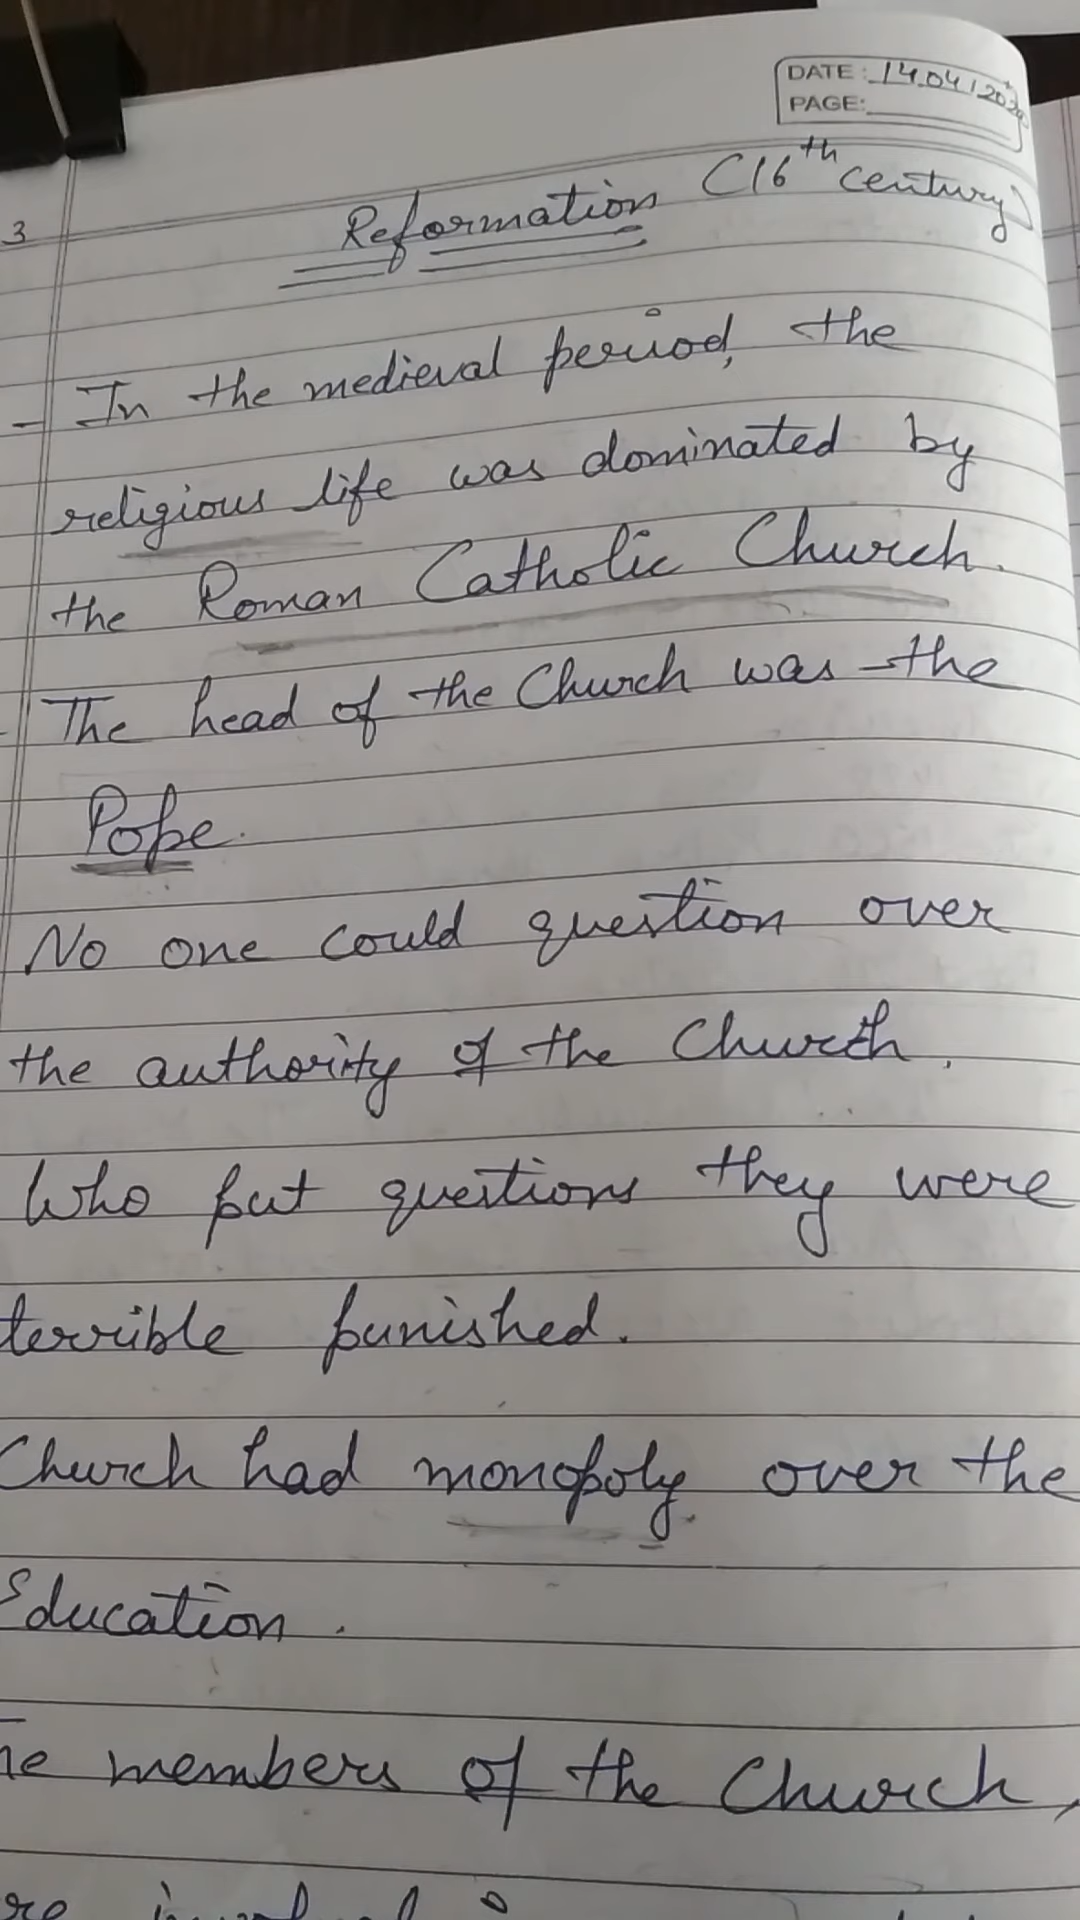 DATE: 14.04.2020
PAGE:
3
Reformation (16th century)
- In the medieval period, the
religious life was dominated by
the Roman Catholic Church.
- The head of the Church was the
Pope.
No one could question over
the authority of the Church.
Who put questions they were
terrible punished.
Church had monopoly over the
Education.
members of the Church,